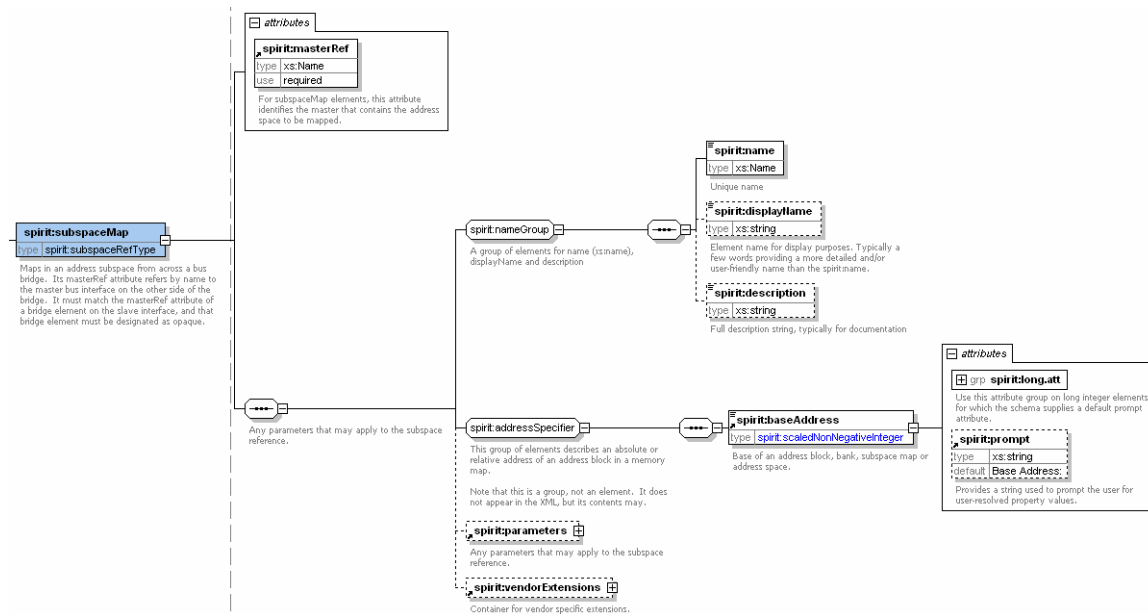 attributes
spirit:masterRef
type xs:Name
use required
For subspaceMap elements, this attribute
identifies the master that contains the address
space to be mapped.
spirit:subspaceMap
type spirit:subspaceRefType
Maps in an address subspace from across a bus
bridge. Its masterRef attribute refers by name to
the master bus interface on the other side of the
bridge. It must match the masterRef attribute of
a bridge element on the slave interface, and that
bridge element must be designated as opaque.
Any parameters that may apply to the subspace
reference.
spirit:nameGroup
A group of elements for name (xs:name),
displayName and description
spirit:name
type xs:Name
Unique name
spirit:displayName
type xs:string
Element name for display purposes. Typically a
few words providing a more detailed and/or
user-friendly name than the spirit:name.
spirit:description
type xs:string
Full description string, typically for documentation
spirit:addressSpecifier
This group of elements describes an absolute or
relative address of an address block in a memory
map.
Note that this is a group, not an element. It does
not appear in the XML, but its contents may.
spirit:baseAddress
type spirit:scaledNonNegativeInteger
Base of an address block, bank, subspace map or
address space.
attributes
grp spirit:long.att
Use this attribute group on long integer elements
for which the schema supplies a default prompt
attribute.
spirit:prompt
type xs:string
default Base Address:
Provides a string used to prompt the user for
user-resolved property values.
spirit:parameters
Any parameters that may apply to the subspace
reference.
spirit:vendorExtensions
Container for vendor specific extensions.